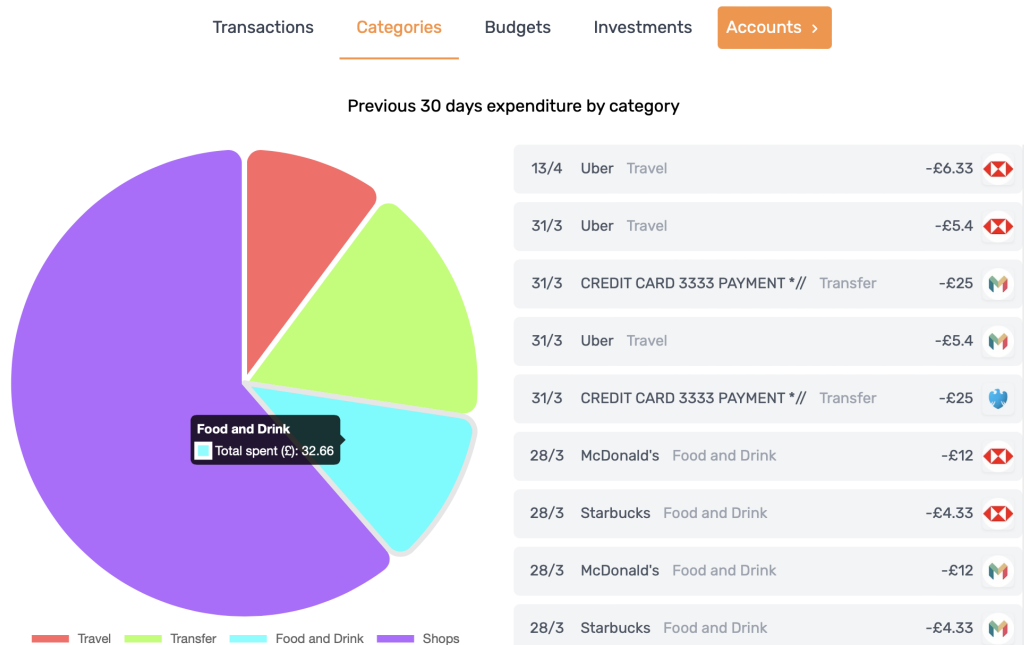 Transactions Categories Budgets Investments Accounts ›
Previous 30 days expenditure by category
Food and Drink
Total spent (£): 32.66
Travel Transfer Food and Drink Shops
13/4 Uber Travel -£6.33
31/3 Uber Travel -£5.4
31/3 CREDIT CARD 3333 PAYMENT *// Transfer -£25
31/3 Uber Travel -£5.4
31/3 CREDIT CARD 3333 PAYMENT *// Transfer -£25
28/3 McDonald's Food and Drink -£12
28/3 Starbucks Food and Drink -£4.33
28/3 McDonald's Food and Drink -£12
28/3 Starbucks Food and Drink -£4.33